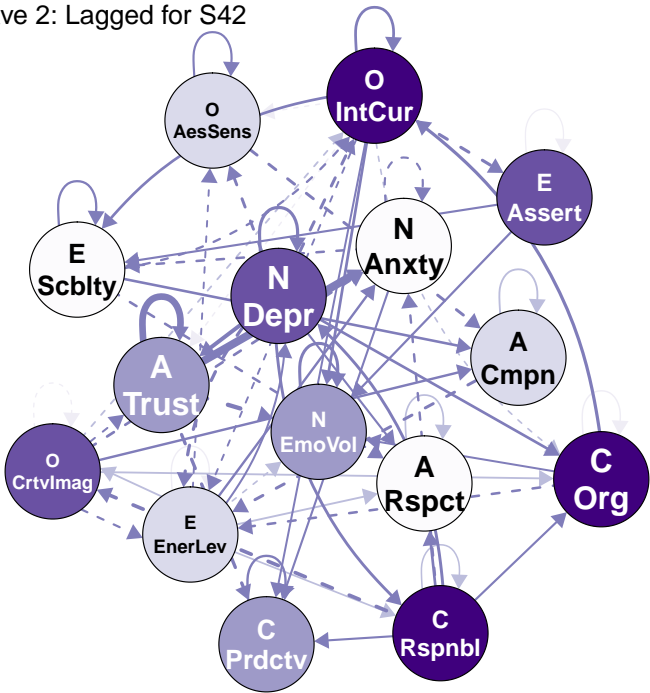 ve 2: Lagged for S42
O
IntCur
O
AesSens
E
Assert
N
Anxty
E
Scblty
N
Depr
A
Cmpn
A
Trust
N
EmoVol
O
CrtvImag
A
Rspct
C
Org
E
EnerLev
C
Rspnbl
C
Prdctv